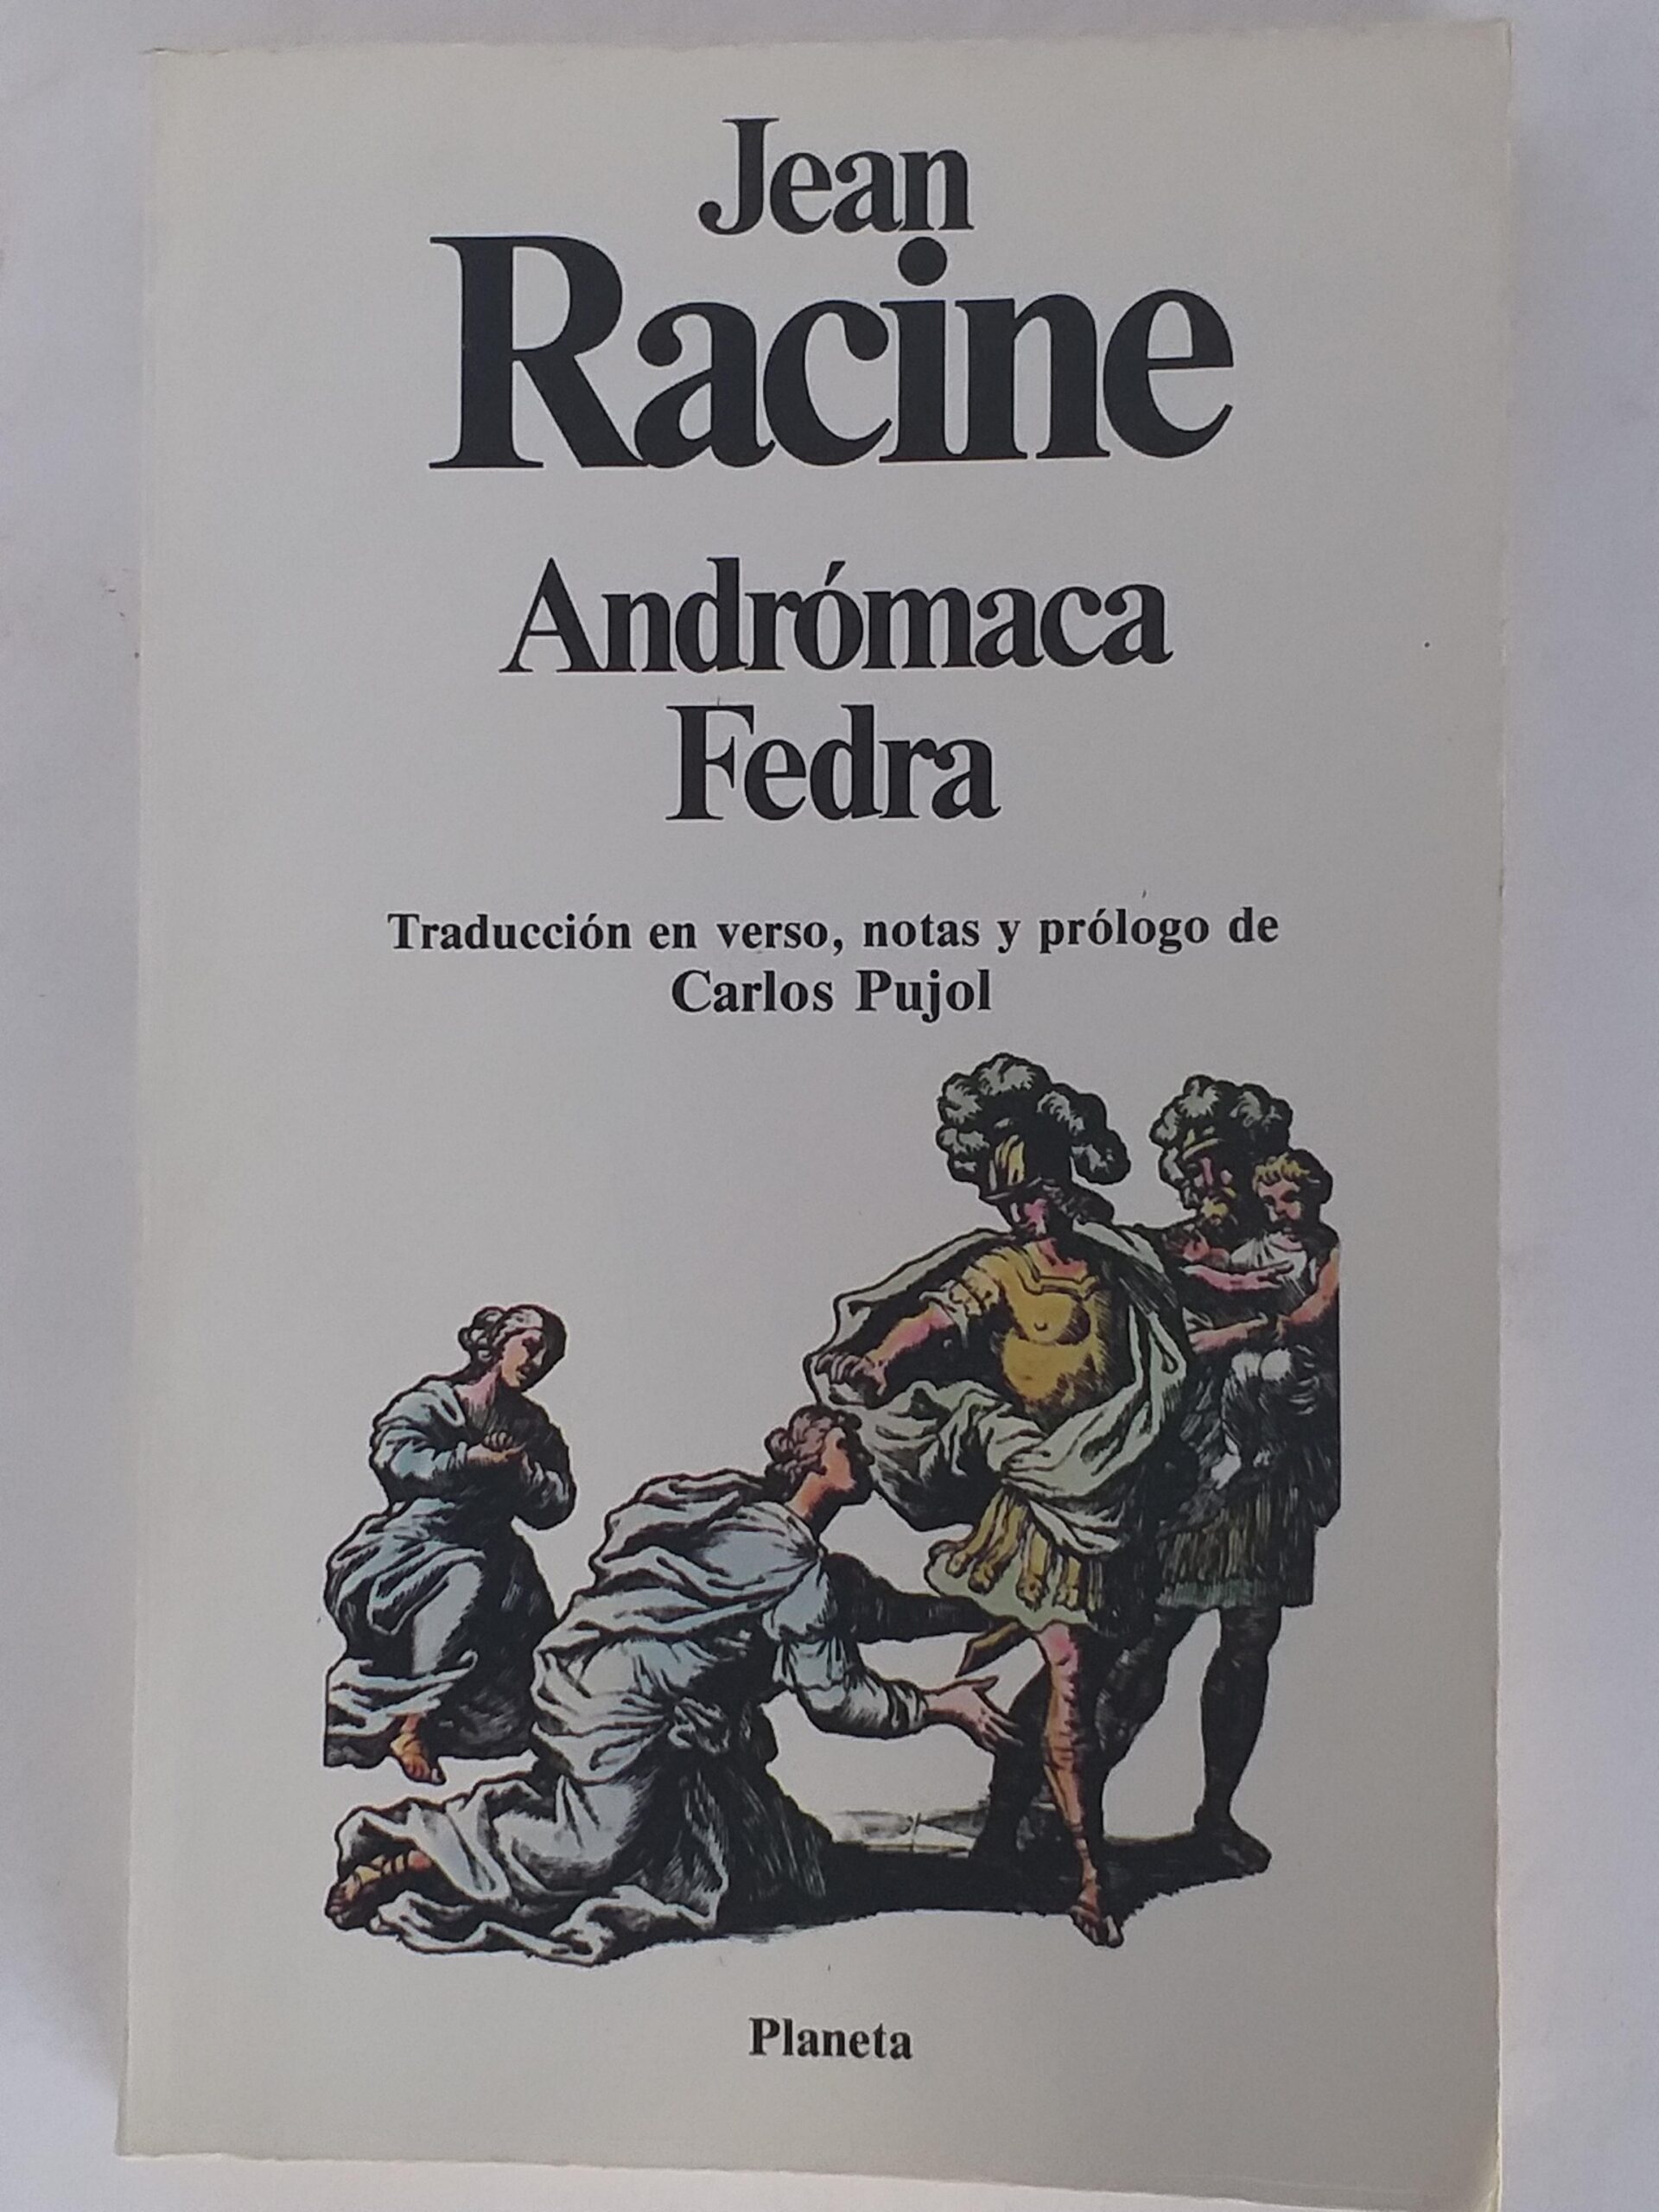 Jean
Racine
Andrómaca
Fedra
Traducción en verso, notas y prólogo de
Carlos Pujol
Planeta